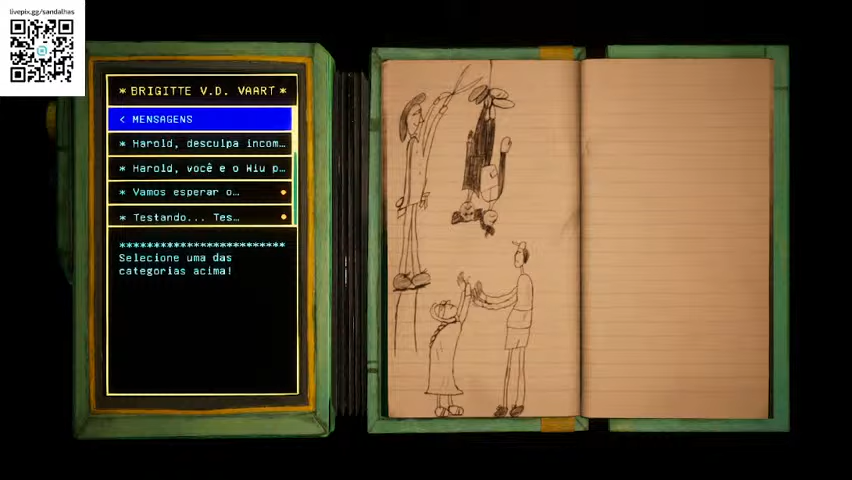 livepix.gg/sandalhas
*BRIGITTE V.D. VAART*
< MENSAGENS
* Harold, desculpa incom…
* Harold, você e o Wiu p…
* Vamos esperar o…
* Testando... Tes…
*************************
Selecione uma das
categorias acima!